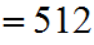 = 512